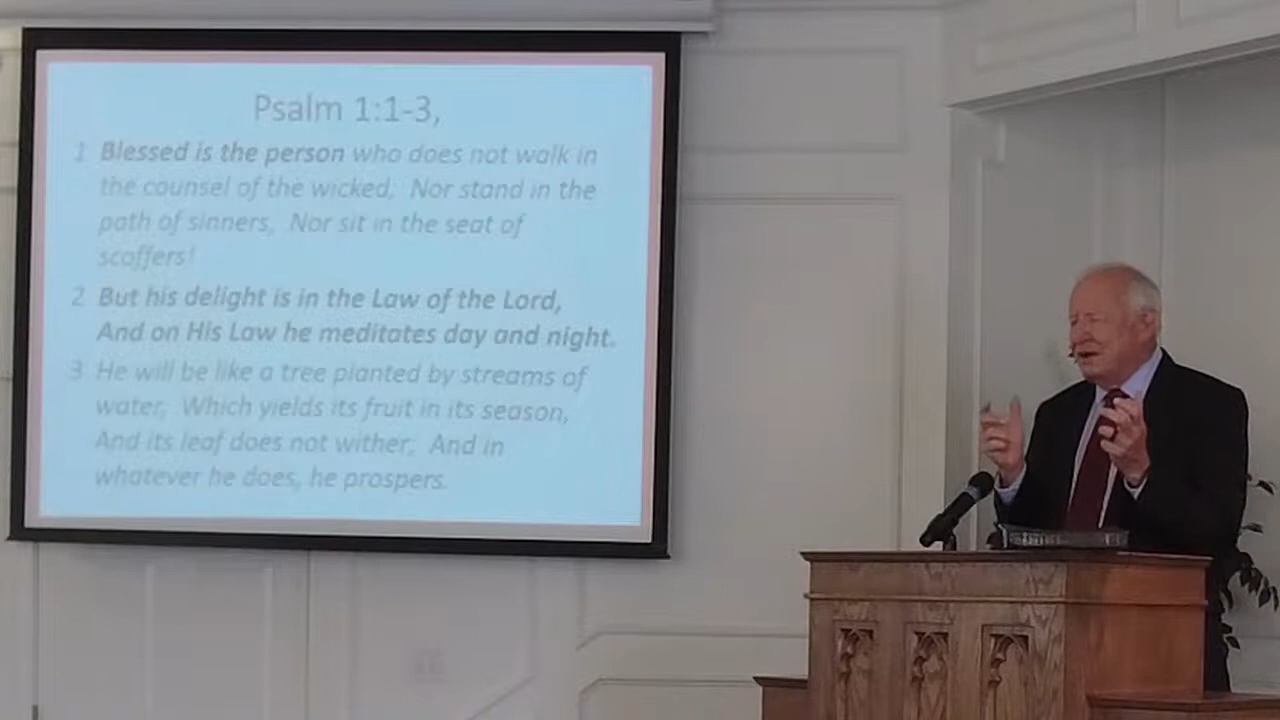 Psalm 1:1-3,
1 Blessed is the person who does not walk in
the counsel of the wicked, Nor stand in the
path of sinners, Nor sit in the seat of
scoffers!
2 But his delight is in the Law of the Lord,
And on His Law he meditates day and night.
3 He will be like a tree planted by streams of
water, Which yields its fruit in its season,
And its leaf does not wither, And in
whatever he does, he prospers.